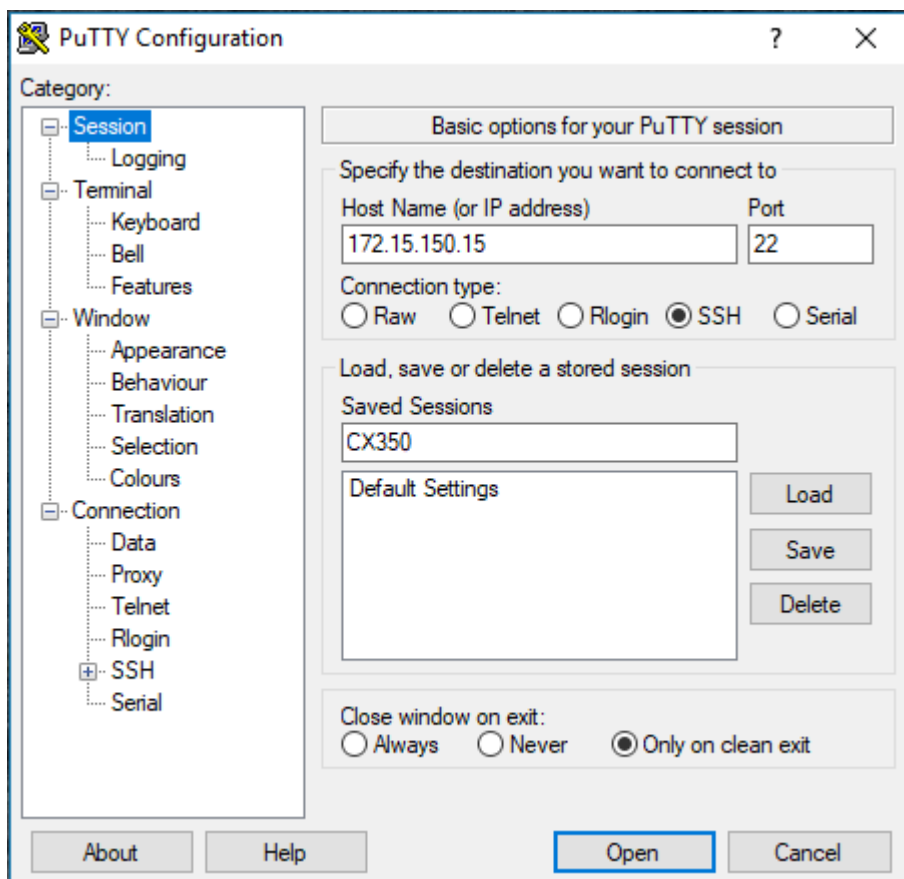 PuTTY Configuration
?
Category:
Session
Logging
Terminal
Keyboard
Bell
Features
Window
Appearance
Behaviour
Translation
Selection
Colours
Connection
Data
Proxy
Telnet
Rlogin
SSH
Serial
Basic options for your PuTTY session
Specify the destination you want to connect to
Host Name (or IP address) Port
172.15.150.15 22
Connection type:
Raw Telnet Rlogin SSH Serial
Load, save or delete a stored session
Saved Sessions
CX350
Default Settings
Load
Save
Delete
Close window on exit:
Always Never Only on clean exit
About Help Open Cancel